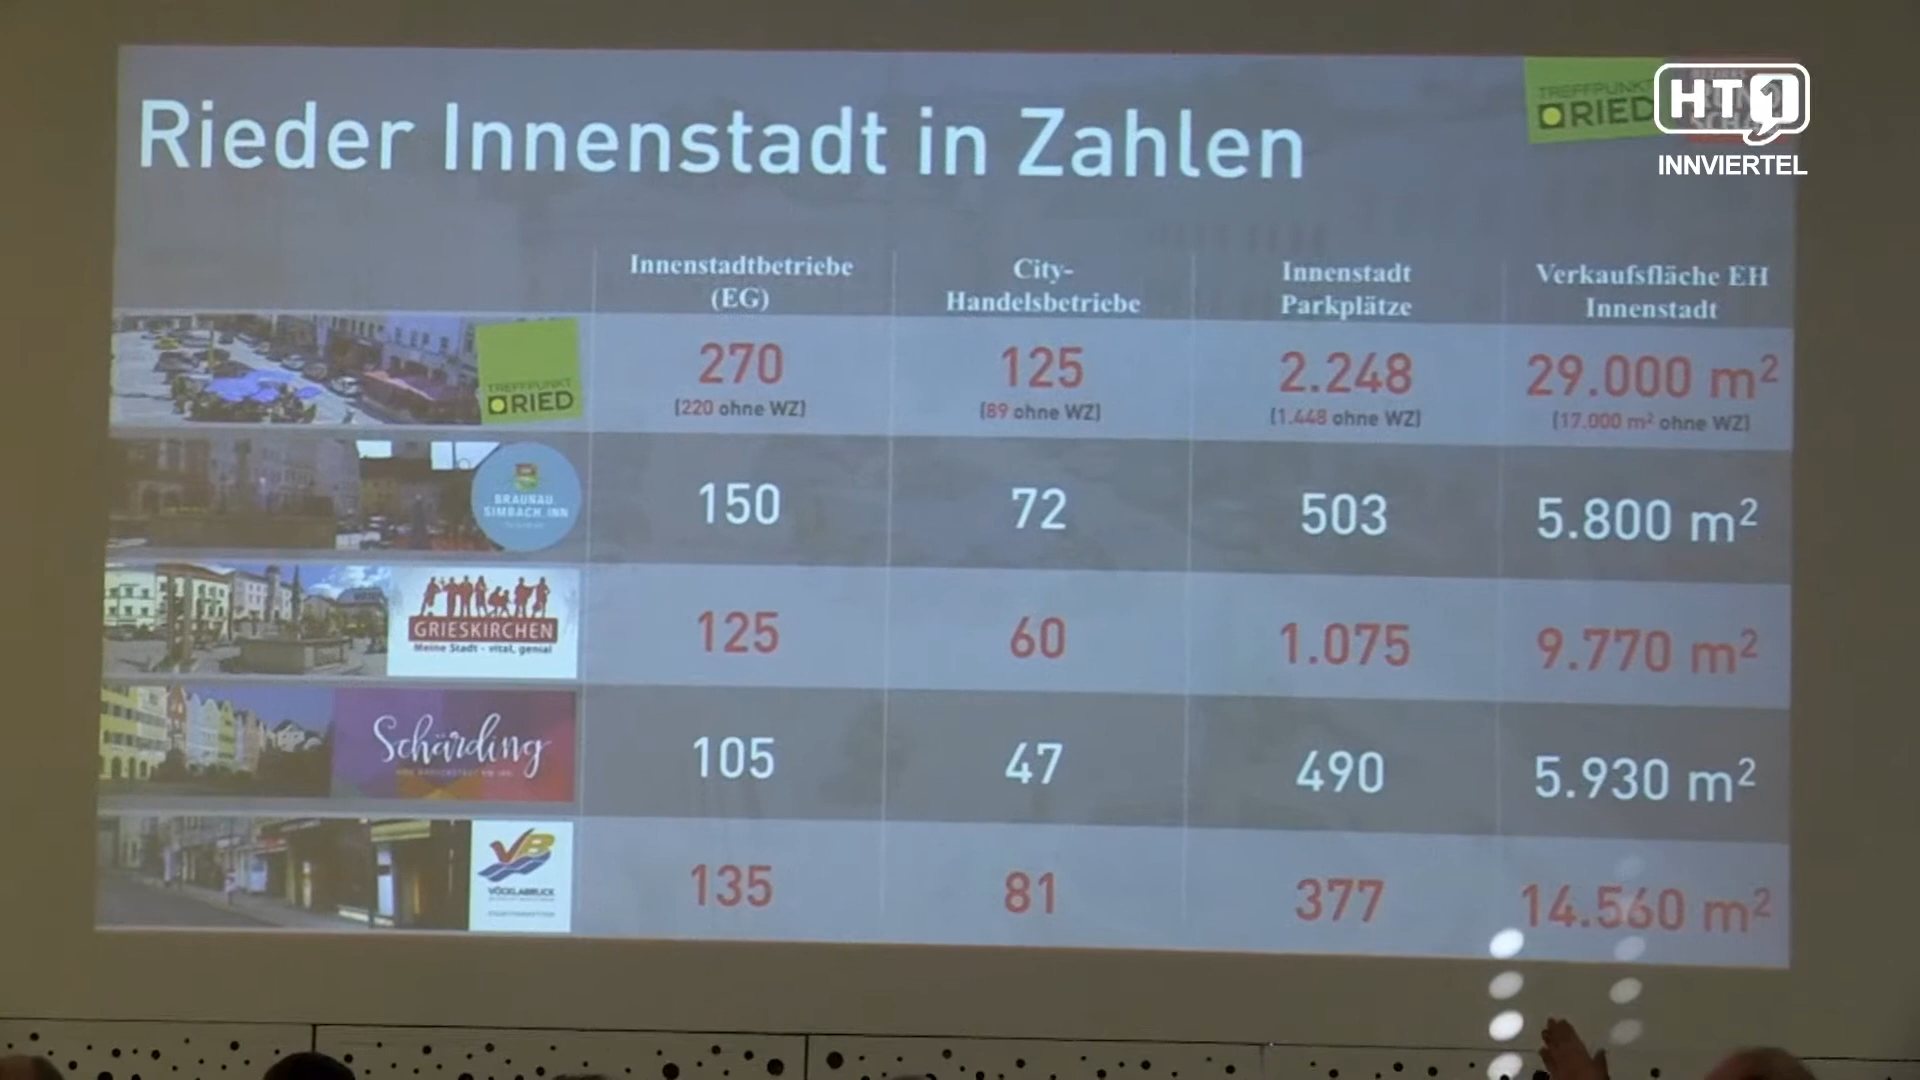 Rieder Innenstadt in Zahlen
TREFFPUNKT
RIED
HT1
INNVIERTEL
Innenstadtbetriebe
(EG)
City-
Handelsbetriebe
Innenstadt
Parkplätze
Verkaufsfläche EH
Innenstadt
TREFFPUNKT
RIED
270
(220 ohne WZ)
125
(89 ohne WZ)
2.248
(1.448 ohne WZ)
29.000 m²
(17.000 m² ohne WZ)
BRAUNAU
SIMBACH.INN
150
72
503
5.800 m²
GRIESKIRCHEN
Meine Stadt - vital, genial
125
60
1.075
9.770 m²
Schärding
105
47
490
5.930 m²
VB
VÖCKLABRUCK
135
81
377
14.560 m²